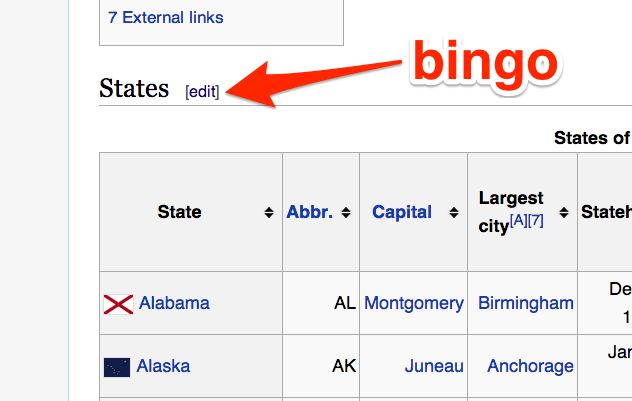 7 External links
bingo
States [edit]
States of
State Abbr. Capital Largest city[A][7] Stateh
Alabama AL Montgomery Birmingham De
1
Alaska AK Juneau Anchorage Jar